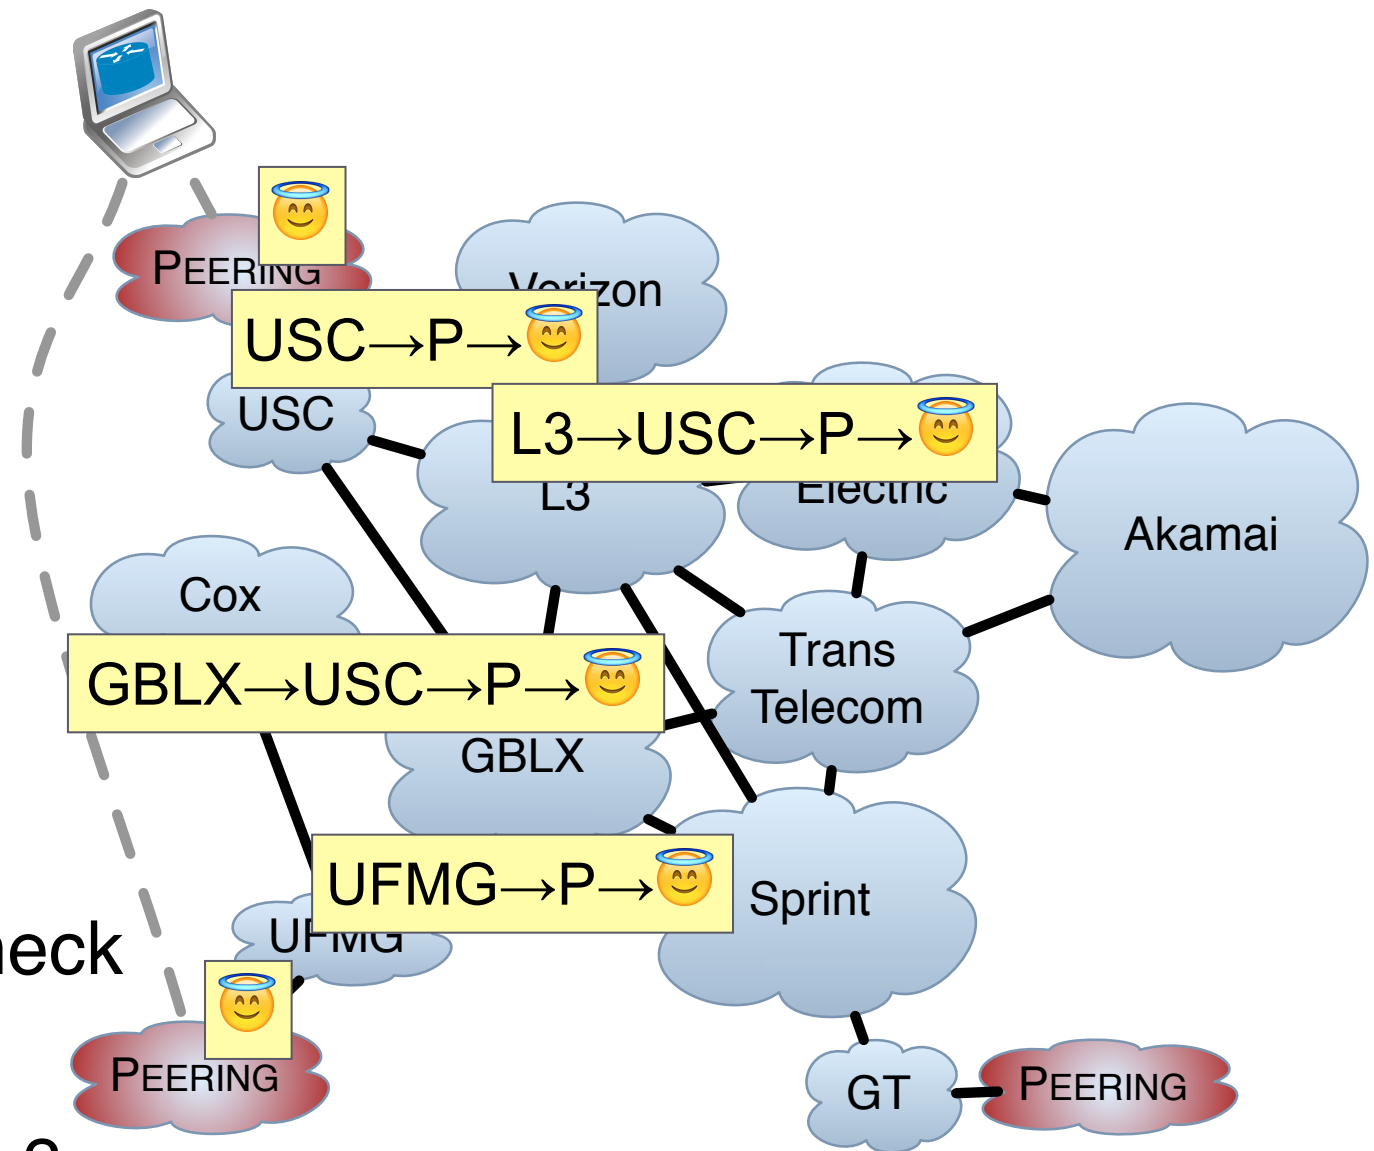 PEERING
Verizon
USC→P→😇
USC
L3→USC→P→😇
L3
Electric
Akamai
Cox
Trans
Telecom
GBLX→USC→P→😇
GBLX
UFMG→P→😇
Sprint
UFMG
PEERING
GT
PEERING